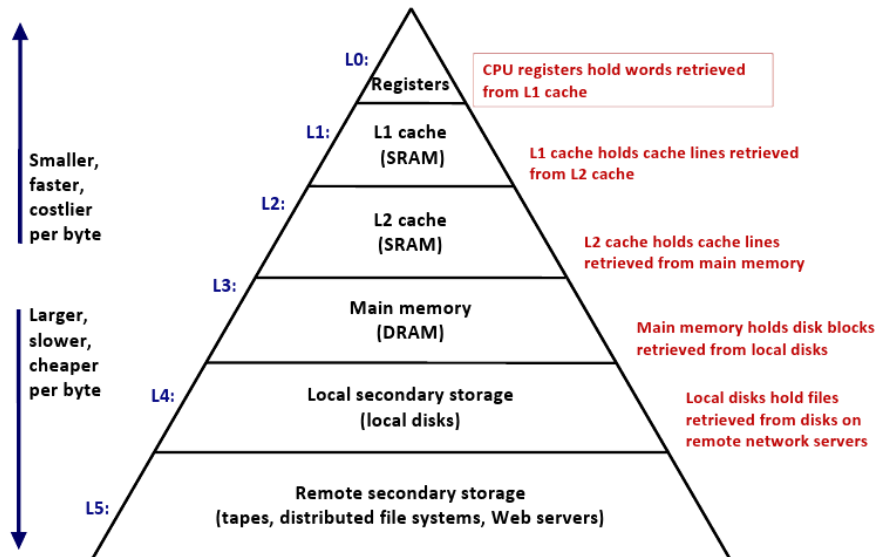 L0:
Registers
CPU registers hold words retrieved
from L1 cache
L1:
L1 cache
(SRAM)
L1 cache holds cache lines retrieved
from L2 cache
Smaller,
faster,
costlier
per byte
L2:
L2 cache
(SRAM)
L2 cache holds cache lines
retrieved from main memory
L3:
Main memory
(DRAM)
Main memory holds disk blocks
retrieved from local disks
Larger,
slower,
cheaper
per byte
L4:
Local secondary storage
(local disks)
Local disks hold files
retrieved from disks on
remote network servers
L5:
Remote secondary storage
(tapes, distributed file systems, Web servers)